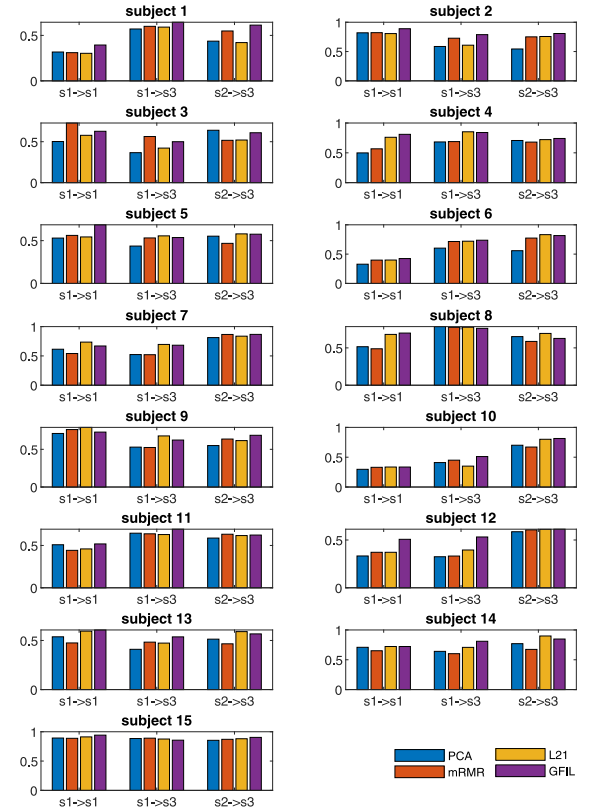 subject 1
0.5
0
s1->s1 s1->s3 s2->s3
subject 2
1
0.5
0
s1->s1 s1->s3 s2->s3
subject 3
0.5
0
s1->s1 s1->s3 s2->s3
subject 4
1
0.5
0
s1->s1 s1->s3 s2->s3
subject 5
0.5
0
s1->s1 s1->s3 s2->s3
subject 6
1
0.5
0
s1->s1 s1->s3 s2->s3
subject 7
1
0.5
0
s1->s1 s1->s3 s2->s3
subject 8
0.5
0
s1->s1 s1->s3 s2->s3
subject 9
0.5
0
s1->s1 s1->s3 s2->s3
subject 10
1
0.5
0
s1->s1 s1->s3 s2->s3
subject 11
0.5
0
s1->s1 s1->s3 s2->s3
subject 12
0.5
0
s1->s1 s1->s3 s2->s3
subject 13
0.5
0
s1->s1 s1->s3 s2->s3
subject 14
1
0.5
0
s1->s1 s1->s3 s2->s3
subject 15
1
0.5
0
s1->s1 s1->s3 s2->s3
PCA L21
mRMR GFIL